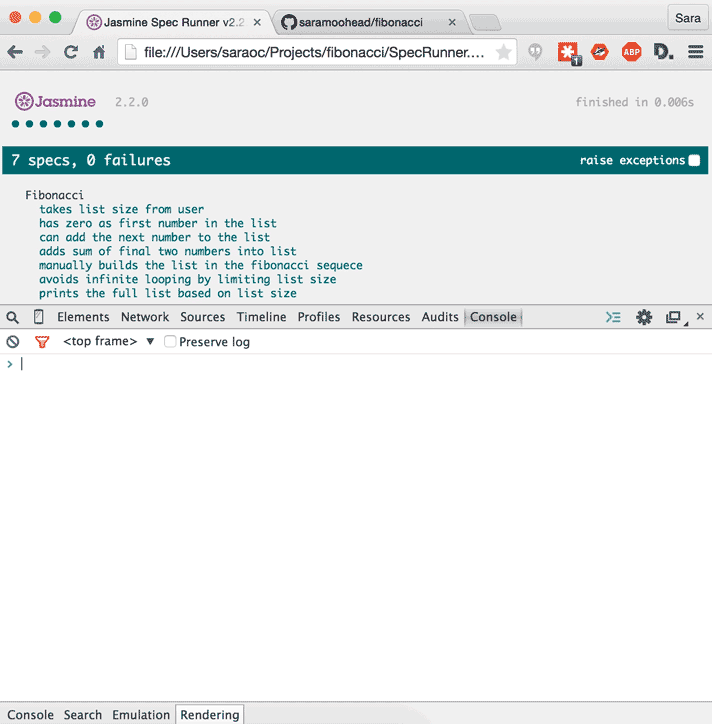 Jasmine Spec Runner v2.2
saramoohead/fibonacci
Sara
file:///Users/saraoc/Projects/fibonacci/SpecRunner....
1
ABP
D.
Jasmine 2.2.0
finished in 0.006s
7 specs, 0 failures
raise exceptions
Fibonacci
takes list size from user
has zero as first number in the list
can add the next number to the list
adds sum of final two numbers into list
manually builds the list in the fibonacci sequece
avoids infinite looping by limiting list size
prints the full list based on list size
Elements Network Sources Timeline Profiles Resources Audits Console
<top frame> Preserve log
Console Search Emulation Rendering